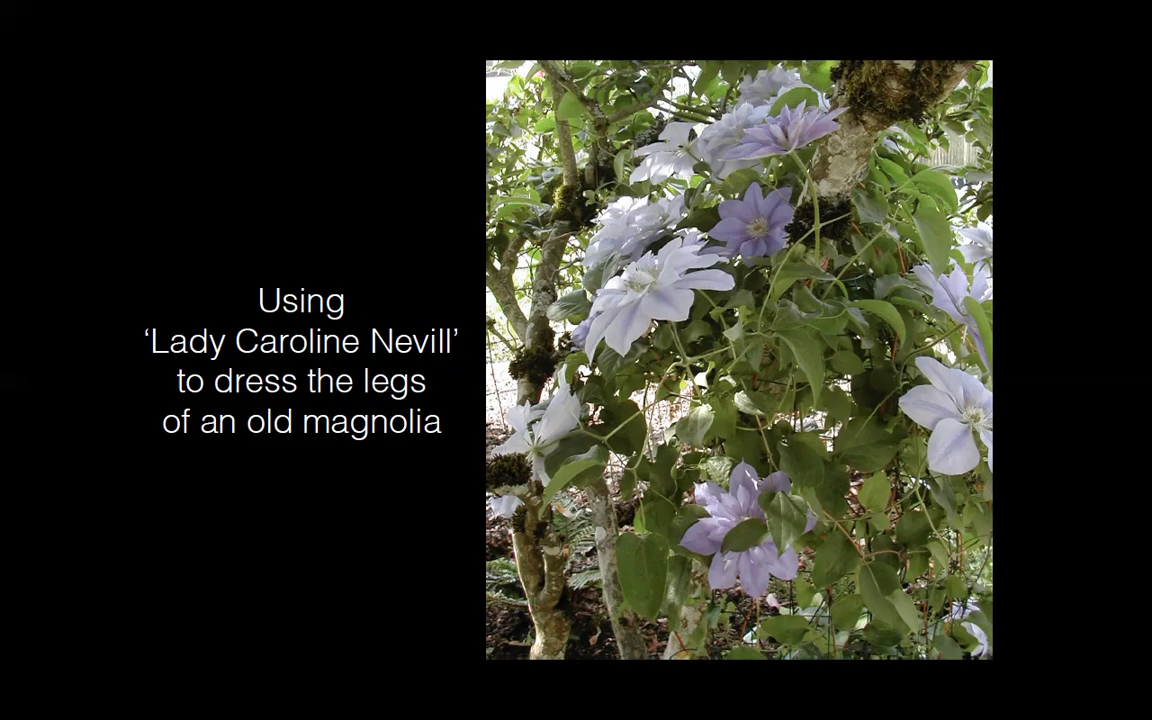 Using
‘Lady Caroline Nevill’
to dress the legs
of an old magnolia